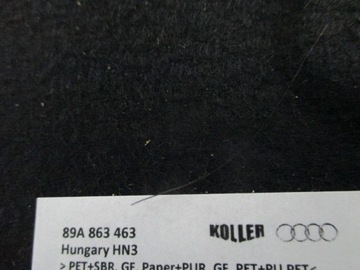 89A 863 463 KOLLER
Hungary HN3
>PET+SBR, GF, Paper+PUR, GF, PET+PU,PET<